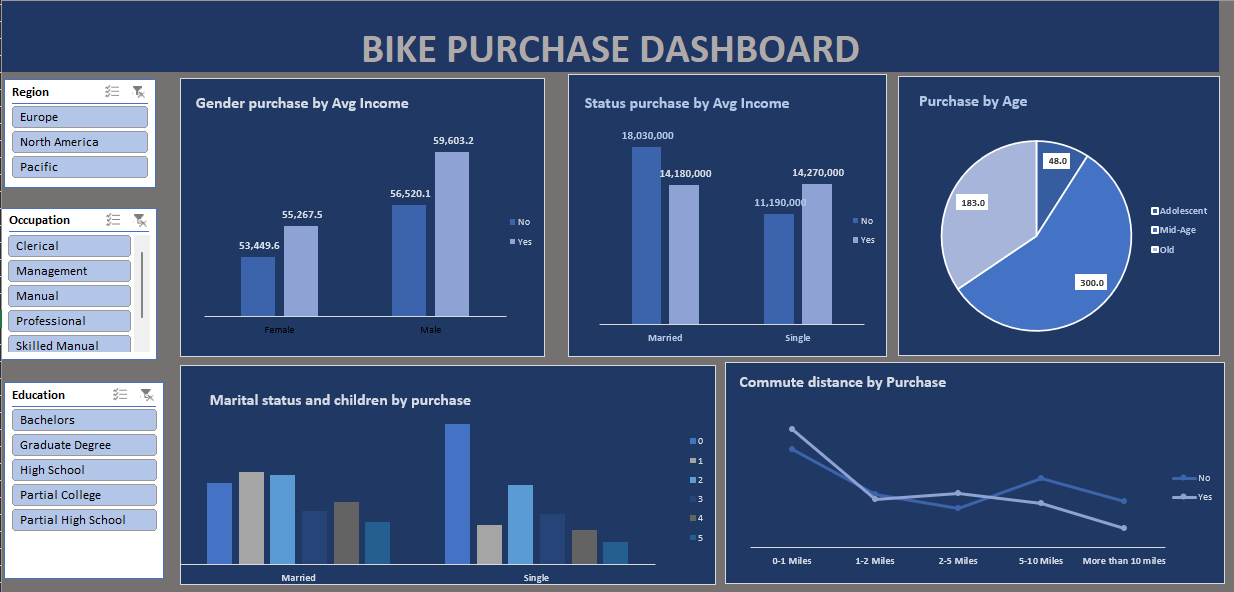 BIKE PURCHASE DASHBOARD
Region
Europe
North America
Pacific
Occupation
Clerical
Management
Manual
Professional
Skilled Manual
Education
Bachelors
Graduate Degree
High School
Partial College
Partial High School
Gender purchase by Avg Income
59,603.2
56,520.1
55,267.5
53,449.6
No
Yes
Female Male
Status purchase by Avg Income
18,030,000
14,180,000
14,270,000
11,190,000
No
Yes
Married Single
Purchase by Age
48.0
183.0
300.0
Adolescent
Mid-Age
Old
Marital status and children by purchase
0
1
2
3
4
5
Married Single
Commute distance by Purchase
No
Yes
0-1 Miles 1-2 Miles 2-5 Miles 5-10 Miles More than 10 miles